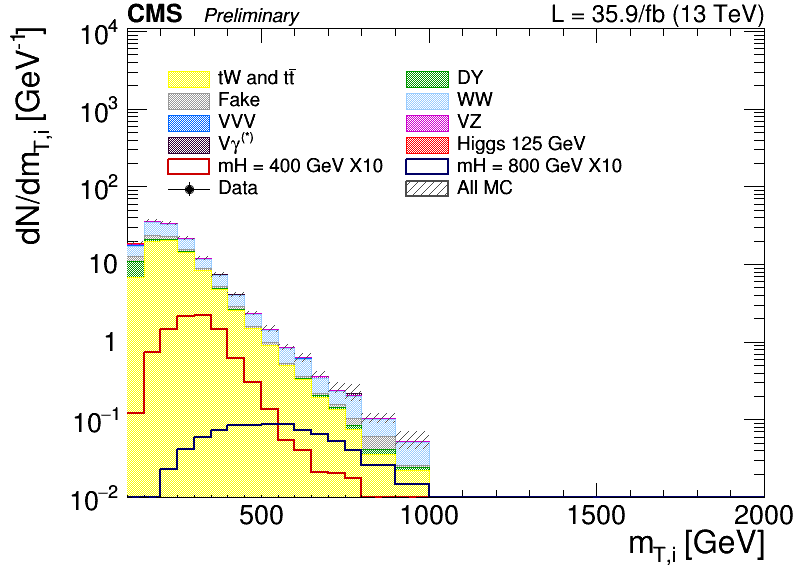 CMS Preliminary L = 35.9/fb (13 TeV)
dN/dm_{T,i} [GeV^{-1}]
10^4
10^3
10^2
10
1
10^{−1}
10^{−2}
tW and tt̄ DY
Fake WW
VVV VZ
Vγ^{(*)} Higgs 125 GeV
mH = 400 GeV X10 mH = 800 GeV X10
Data All MC
500 1000 1500 2000
m_{T,i} [GeV]